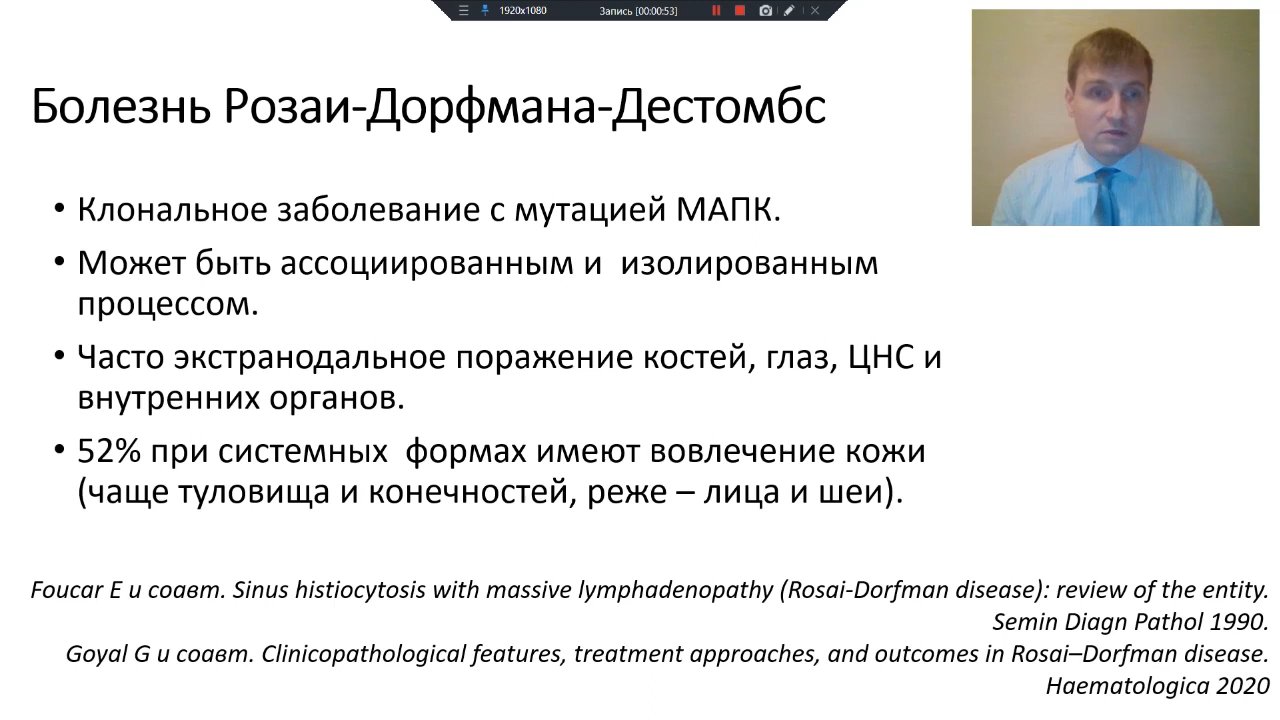 1920x1080
Запись [00:00:53]
Болезнь Розаи-Дорфмана-Дестомбс
• Клональное заболевание с мутацией МАПК.
• Может быть ассоциированным и  изолированным
процессом.
• Часто экстранодальное поражение костей, глаз, ЦНС и
внутренних органов.
• 52% при системных  формах имеют вовлечение кожи
(чаще туловища и конечностей, реже – лица и шеи).
Foucar E и соавт. Sinus histiocytosis with massive lymphadenopathy (Rosai-Dorfman disease): review of the entity.
Semin Diagn Pathol 1990.
Goyal G и соавт. Clinicopathological features, treatment approaches, and outcomes in Rosai–Dorfman disease.
Haematologica 2020